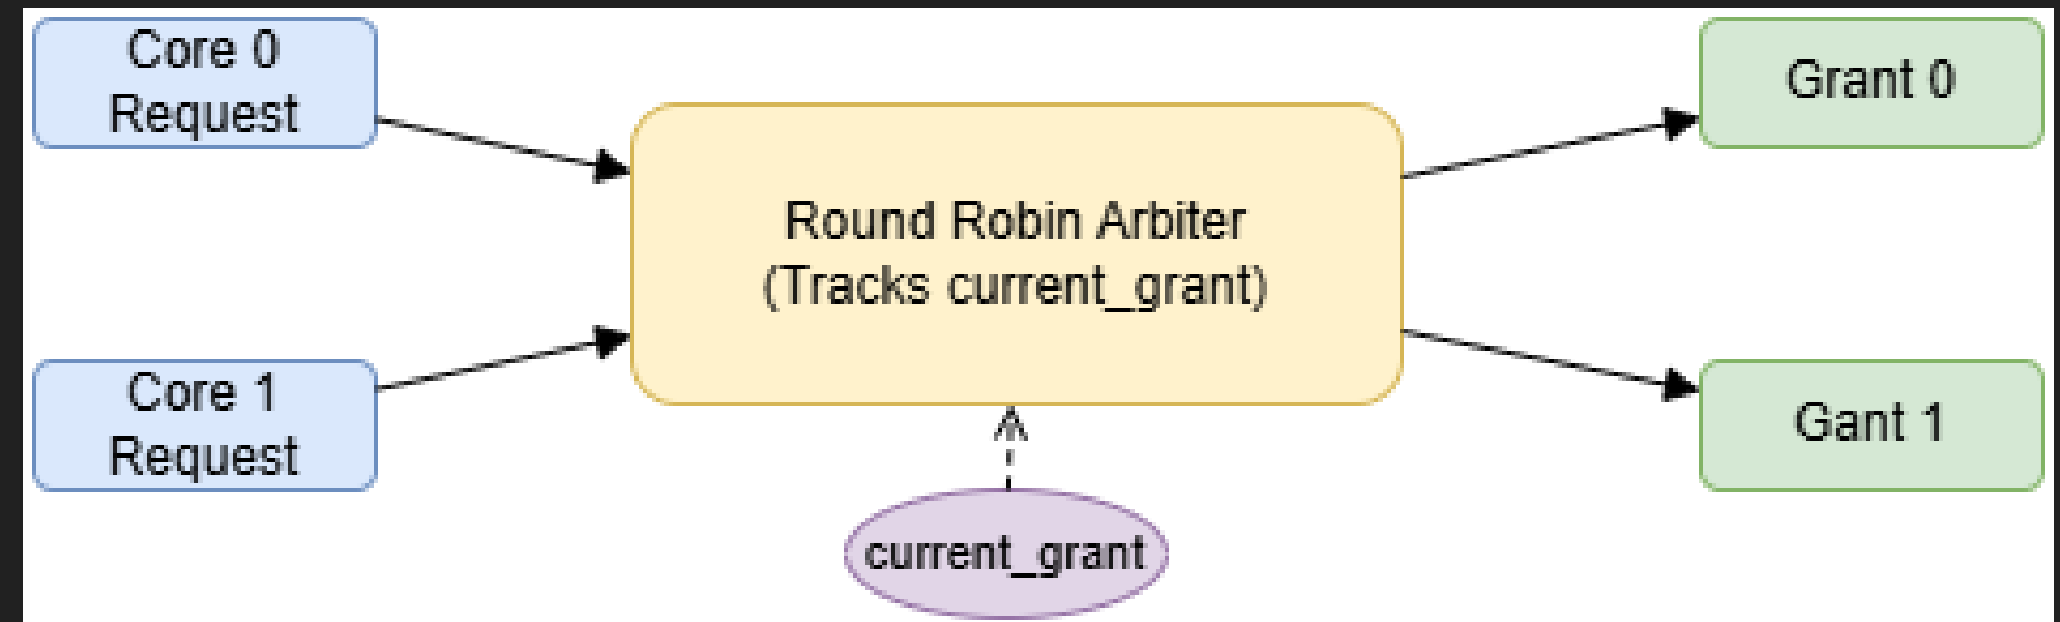 Core 0
Request
Grant 0
Round Robin Arbiter
(Tracks current_grant)
Core 1
Request
Gant 1
current_grant